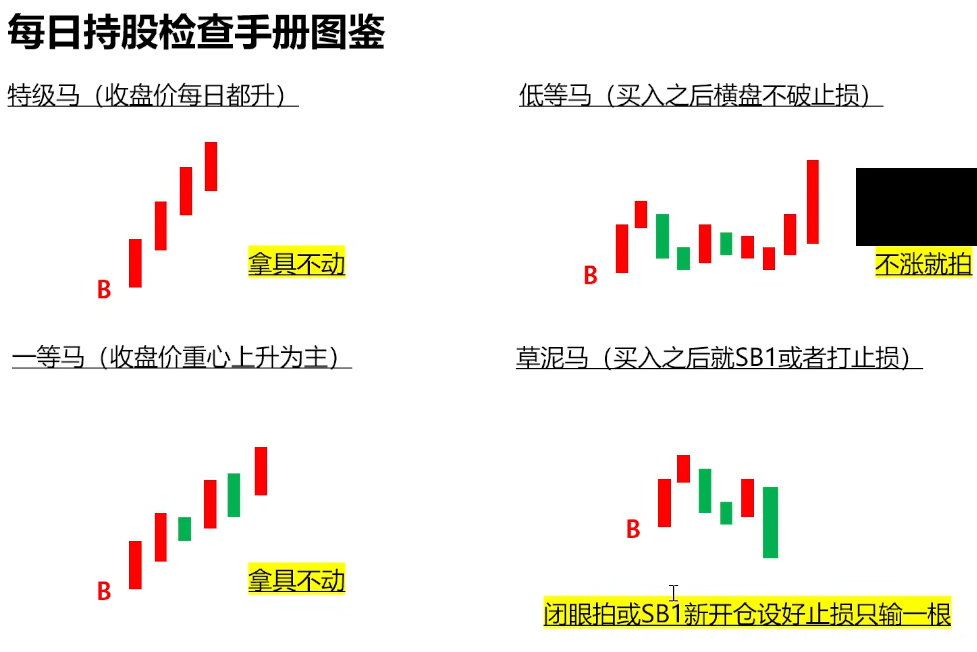 每日持股检查手册图鉴
特级马（收盘价每日都升）
B
拿具不动
低等马（买入之后横盘不破止损）
B
不涨就拍
一等马（收盘价重心上升为主）
B
拿具不动
草泥马（买入之后就SB1或者打止损）
B
闭眼拍或SB1新开仓设好止损只输一根